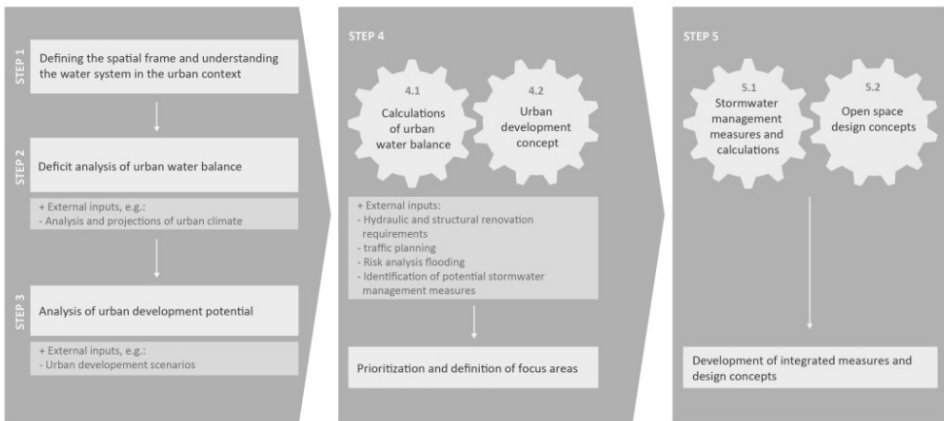 STEP 1
Defining the spatial frame and understanding
the water system in the urban context
STEP 2
Deficit analysis of urban water balance
+ External inputs, e.g.:
- Analysis and projections of urban climate
STEP 3
Analysis of urban development potential
+ External inputs, e.g.:
- Urban developement scenarios
STEP 4
4.1
Calculations
of urban
water balance
4.2
Urban
development
concept
+ External inputs:
- Hydraulic and structural renovation
requirements
- traffic planning
- Risk analysis flooding
- Identification of potential stormwater
management measures
Prioritization and definition of focus areas
STEP 5
5.1
Stormwater
management
measures and
calculations
5.2
Open space
design concepts
Development of integrated measures and
design concepts